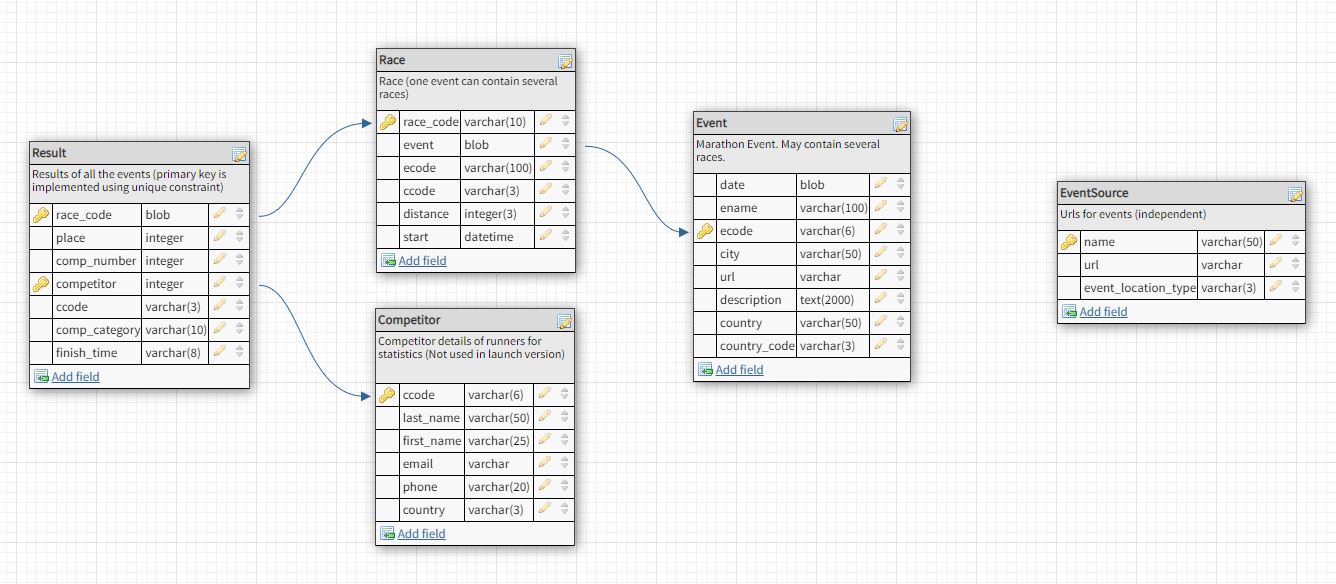 Result
Results of all the events (primary key is
implemented using unique constraint)
race_code blob
place integer
comp_number integer
competitor integer
ccode varchar(3)
comp_category varchar(10)
finish_time varchar(8)
Add field
Race
Race (one event can contain several
races)
race_code varchar(10)
event blob
ecode varchar(100)
ccode varchar(3)
distance integer(3)
start datetime
Add field
Competitor
Competitor details of runners for
statistics (Not used in launch version)
ccode varchar(6)
last_name varchar(50)
first_name varchar(25)
email varchar
phone varchar(20)
country varchar(3)
Add field
Event
Marathon Event. May contain several
races.
date blob
ename varchar(100)
ecode varchar(6)
city varchar(50)
url varchar
description text(2000)
country varchar(50)
country_code varchar(3)
Add field
EventSource
Urls for events (independent)
name varchar(50)
url varchar
event_location_type varchar(3)
Add field